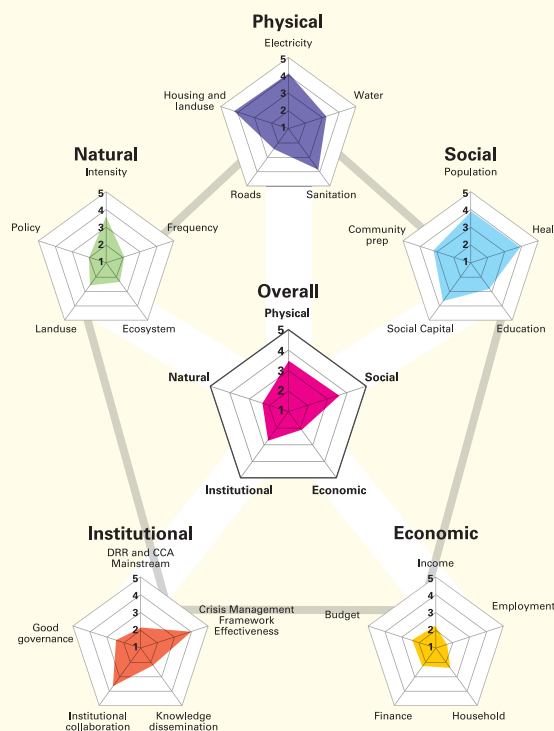 Physical
Electricity
5
4
3
2
1
Housing and
landuse
Water
Roads
Sanitation
Natural
Intensity
5
4
3
2
1
Policy
Frequency
Landuse
Ecosystem
Social
Population
5
4
3
2
1
Community
prep
Heal
Social Capital
Education
Overall
Physical
5
4
3
2
1
Natural
Social
Institutional
Economic
Institutional
DRR and CCA
Mainstream
5
4
3
2
1
Good
governance
Crisis Management
Framework
Effectiveness
Institutional
collaboration
Knowledge
dissemination
Economic
Income
5
4
3
2
1
Budget
Employment
Finance
Household